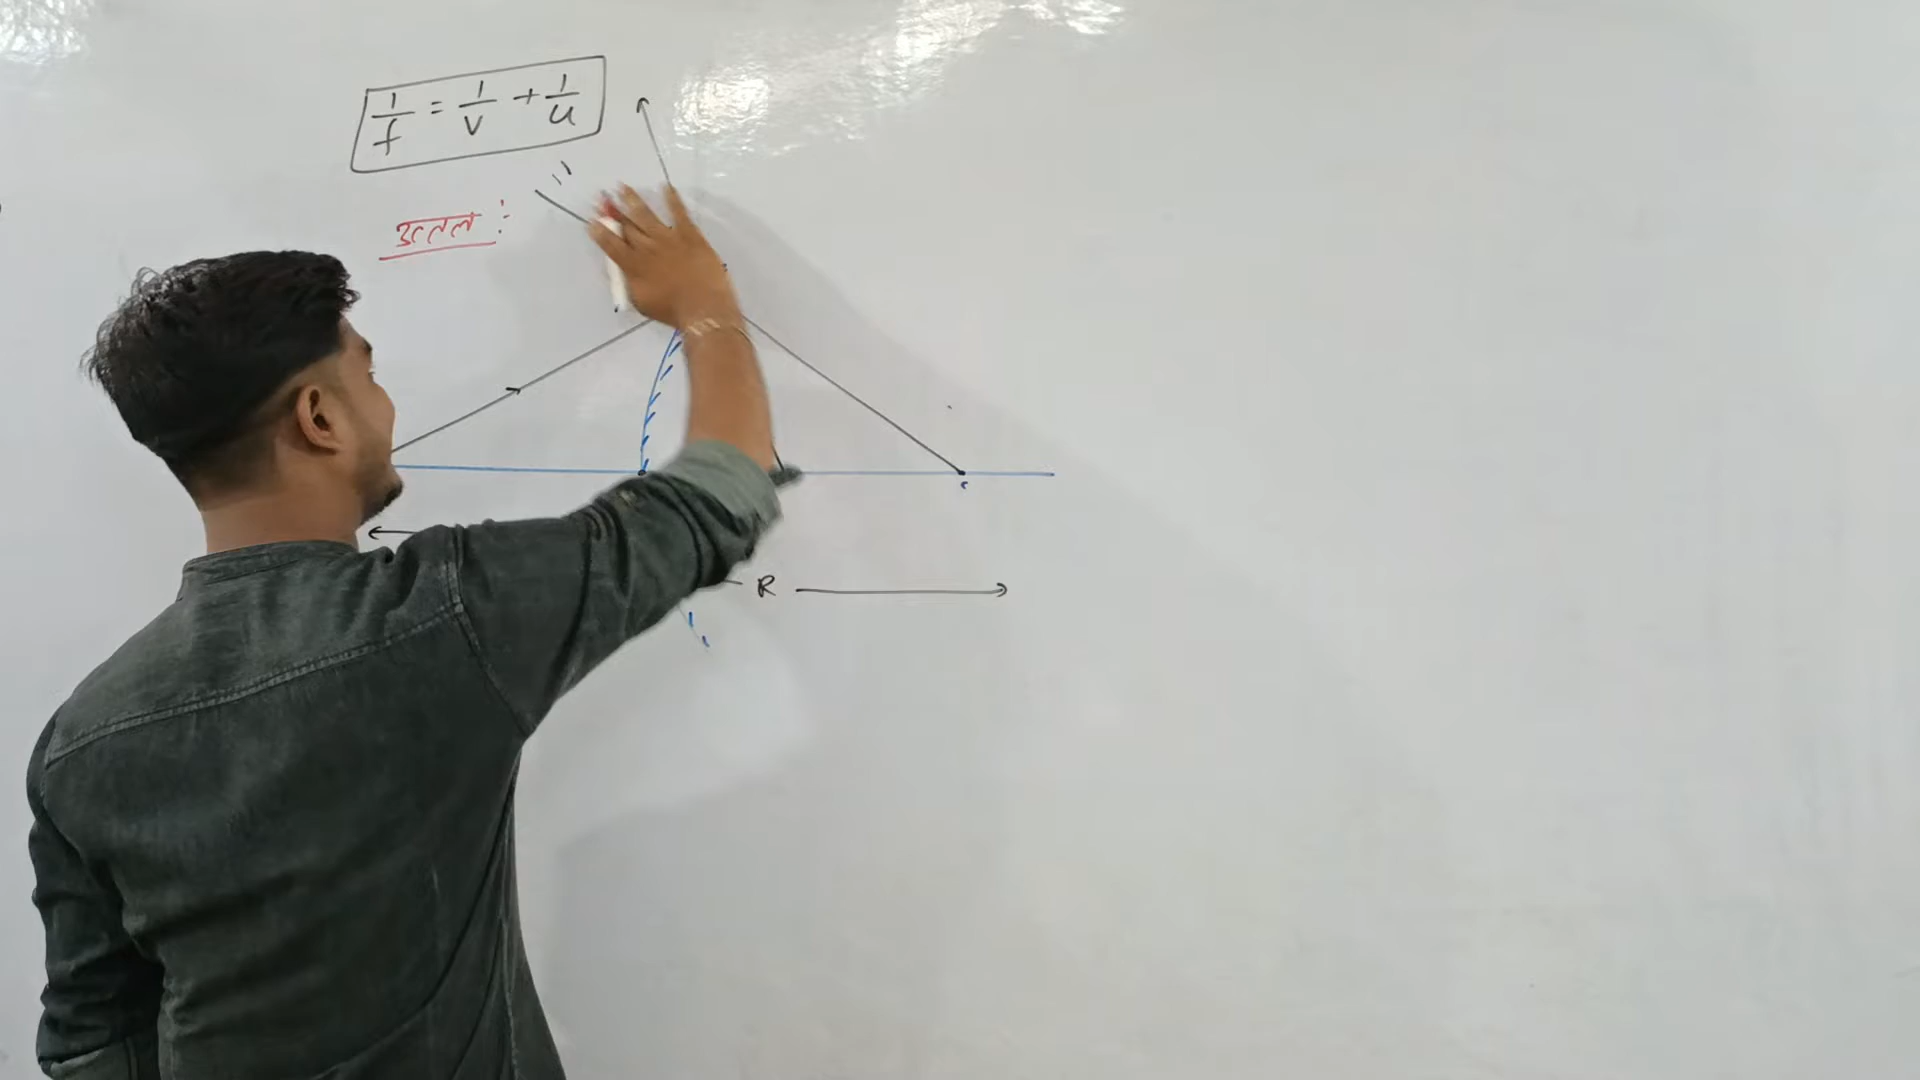 1/f = 1/v + 1/u
उत्तल :-
c
R